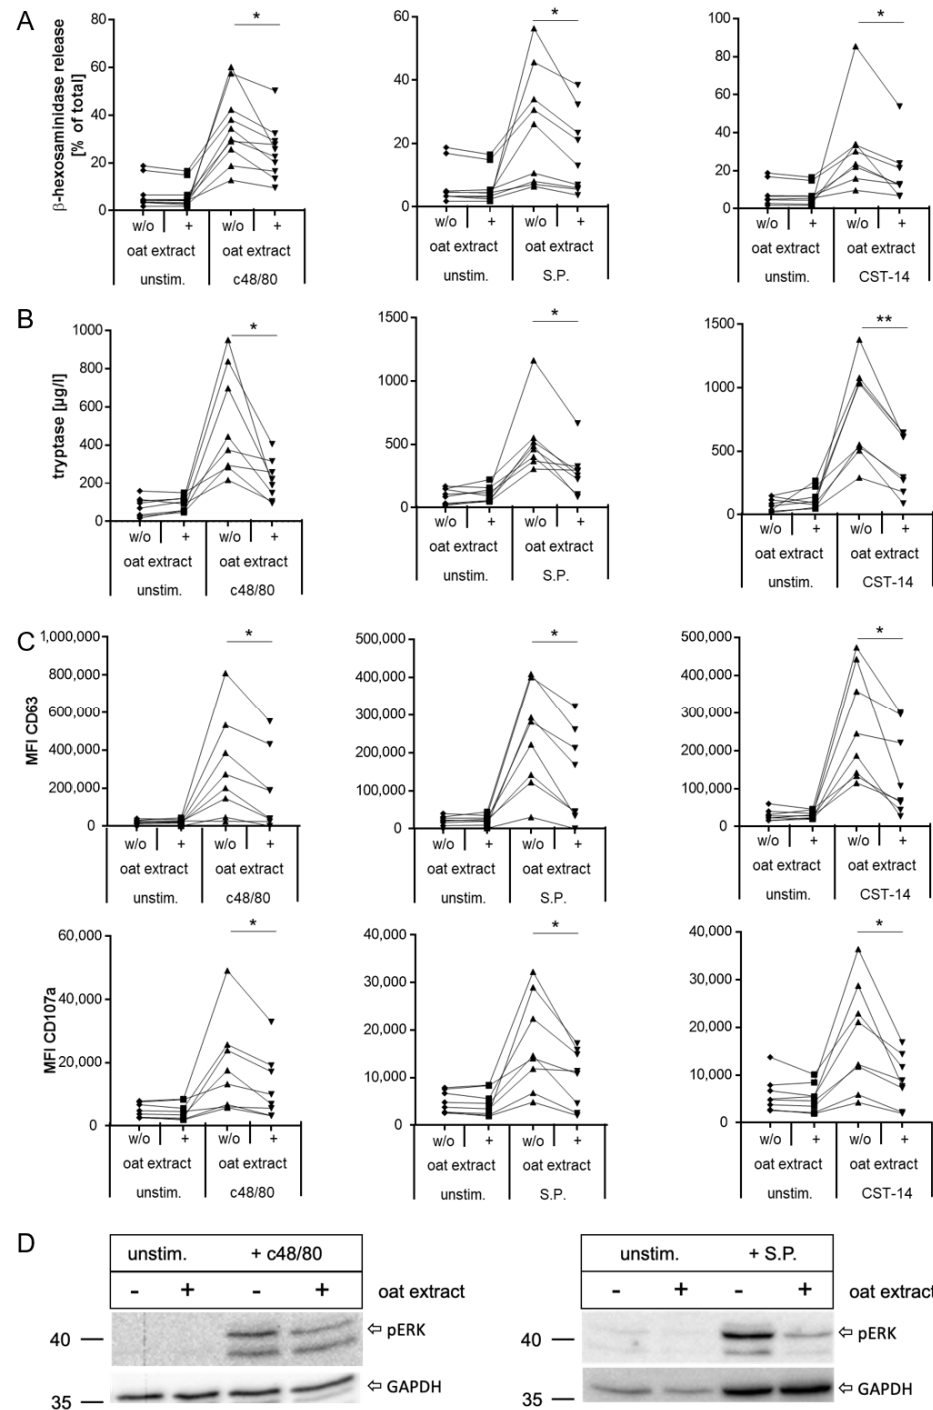 A
β-hexosaminidase release
[% of total]
80
60
40
20
0
*
w/o + w/o +
oat extract oat extract
unstim. c48/80
60
40
20
0
*
w/o + w/o +
oat extract oat extract
unstim. S.P.
100
80
60
40
20
0
*
w/o + w/o +
oat extract oat extract
unstim. CST-14
B
tryptase [µg/l]
1000
800
600
400
200
0
*
w/o + w/o +
oat extract oat extract
unstim. c48/80
1500
1000
500
0
*
w/o + w/o +
oat extract oat extract
unstim. S.P.
1500
1000
500
0
**
w/o + w/o +
oat extract oat extract
unstim. CST-14
C
MFI CD63
1,000,000
800,000
600,000
400,000
200,000
0
*
w/o + w/o +
oat extract oat extract
unstim. c48/80
500,000
400,000
300,000
200,000
100,000
0
*
w/o + w/o +
oat extract oat extract
unstim. S.P.
500,000
400,000
300,000
200,000
100,000
0
*
w/o + w/o +
oat extract oat extract
unstim. CST-14
MFI CD107a
60,000
40,000
20,000
0
*
w/o + w/o +
oat extract oat extract
unstim. c48/80
40,000
30,000
20,000
10,000
0
*
w/o + w/o +
oat extract oat extract
unstim. S.P.
40,000
30,000
20,000
10,000
0
*
w/o + w/o +
oat extract oat extract
unstim. CST-14
D
unstim. + c48/80
- + - + oat extract
40 pERK
35 GAPDH
unstim. + S.P.
- + - + oat extract
40 pERK
35 GAPDH